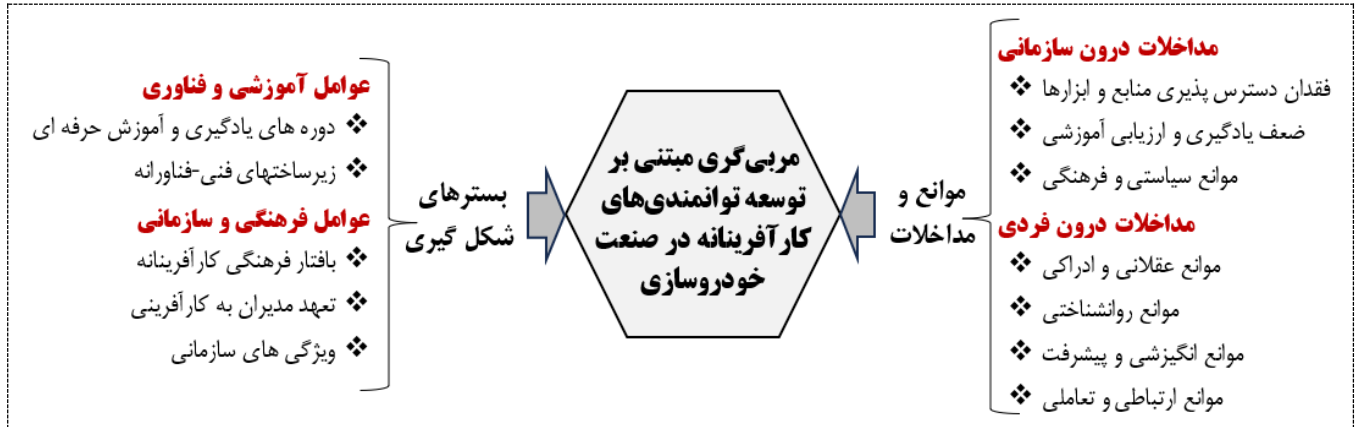 مداخلات درون سازمانی
فقدان دسترس پذیری منابع و ابزارها
ضعف یادگیری و ارزیابی آموزشی
موانع سیاستی و فرهنگی
مداخلات درون فردی
موانع عقلانی و ادراکی
موانع روانشناختی
موانع انگیزشی و پیشرفت
موانع ارتباطی و تعاملی
موانع و
مداخلات
مربی‌گری مبتنی بر
توسعه توانمندی‌های
کارآفرینانه در صنعت
خودروسازی
بسترهای
شکل گیری
عوامل آموزشی و فناوری
دوره های یادگیری و آموزش حرفه ای
زیرساختهای فنی-فناورانه
عوامل فرهنگی و سازمانی
بافتار فرهنگی کارآفرینانه
تعهد مدیران به کارآفرینی
ویژگی های سازمانی